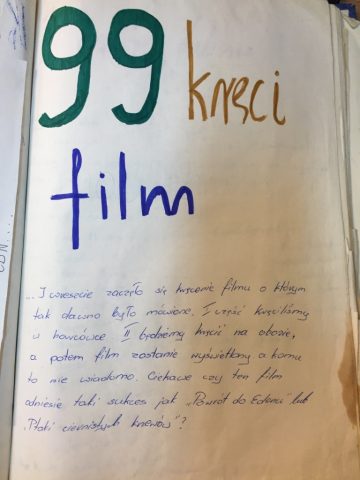 99 kręci
film
... I wreszcie zaczęło się kręcenie filmu o którym
tak dawno było mówione. I część kręciliśmy
w harcówce. II będziemy kręcić na obozie,
a potem film zostanie wyświetlony a komu
to nie wiadomo. Ciekawe czy ten film
odniesie taki sukces jak "Powrót do Edenu" lub
"Ptaki ciernistych krzewów"?